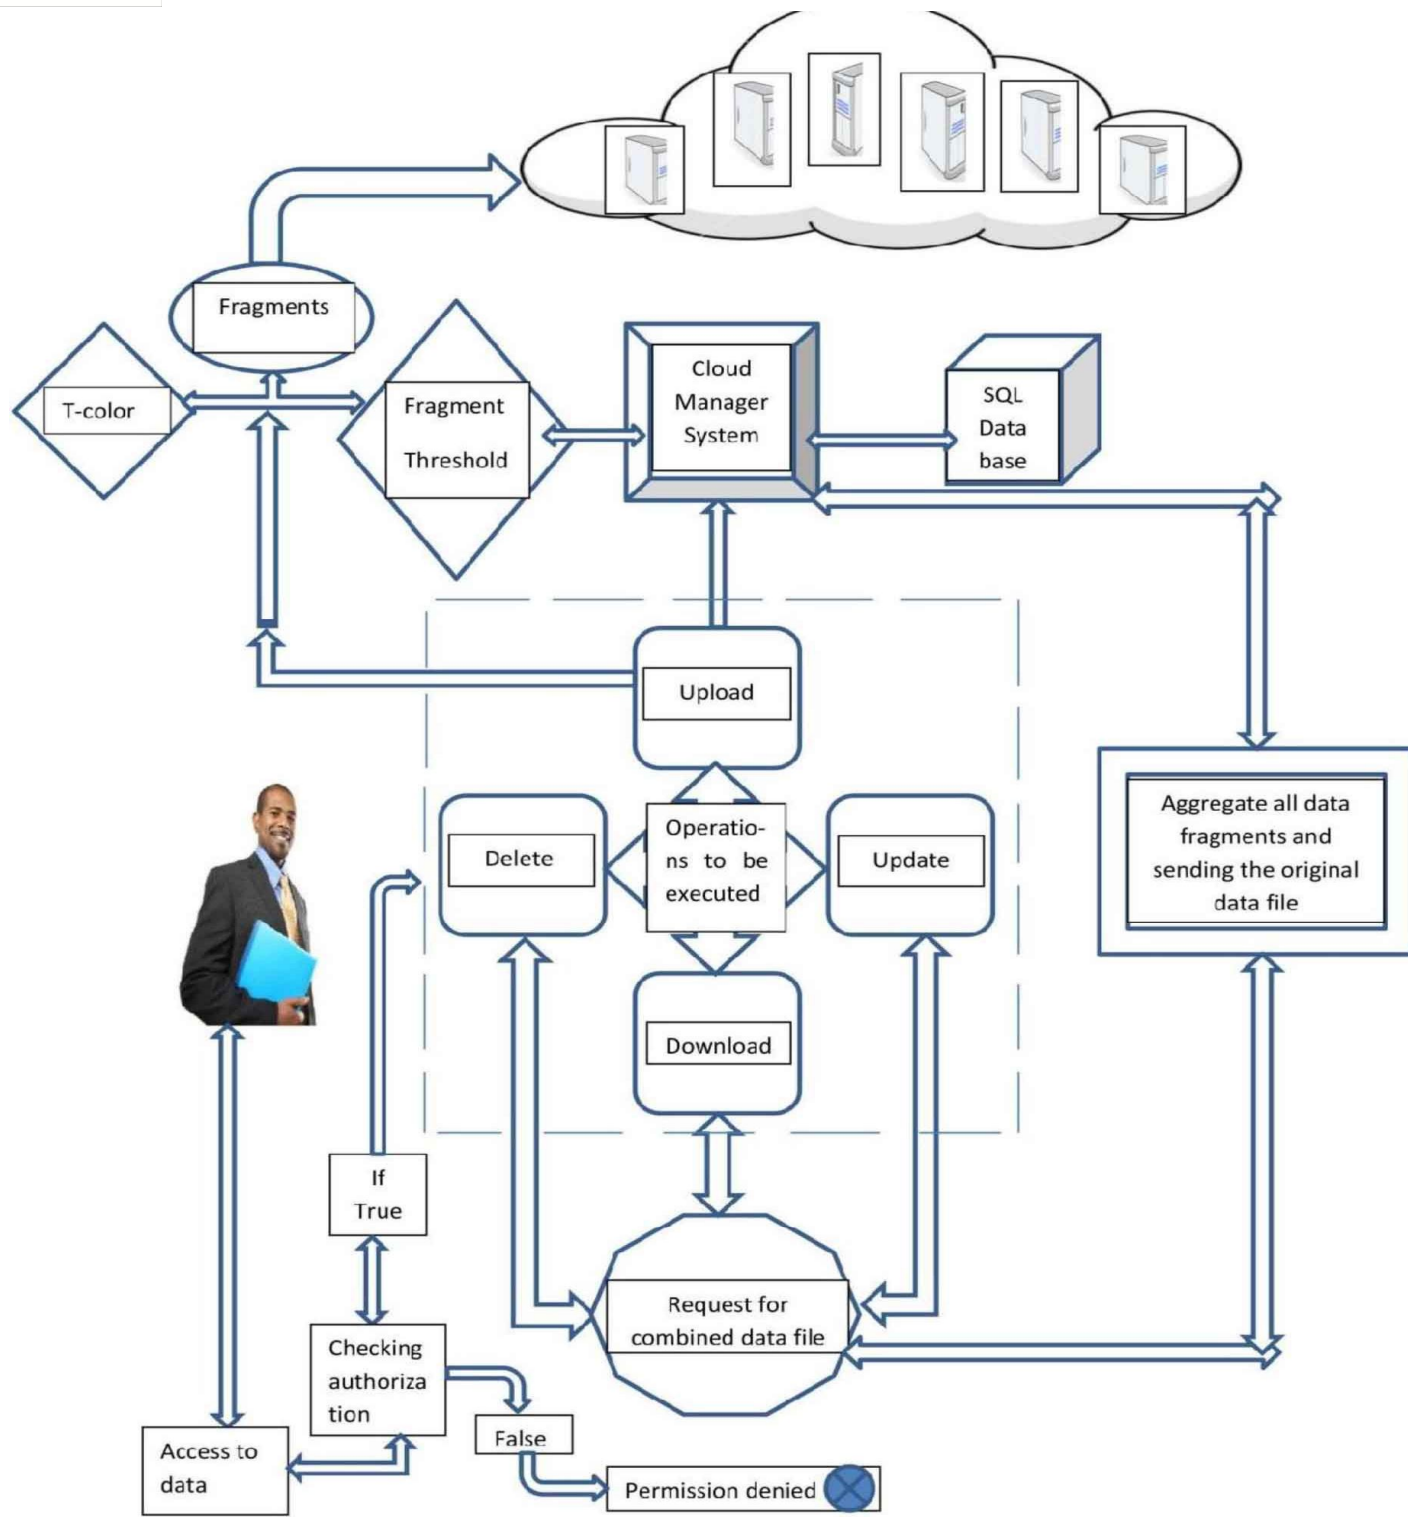 Fragments
T-color
Fragment
Threshold
Cloud
Manager
System
SQL
Data
base
Upload
Delete
Operatio-
ns to be
executed
Update
Aggregate all data
fragments and
sending the original
data file
Download
If
True
Request for
combined data file
Checking
authoriza
tion
False
Access to
data
Permission denied